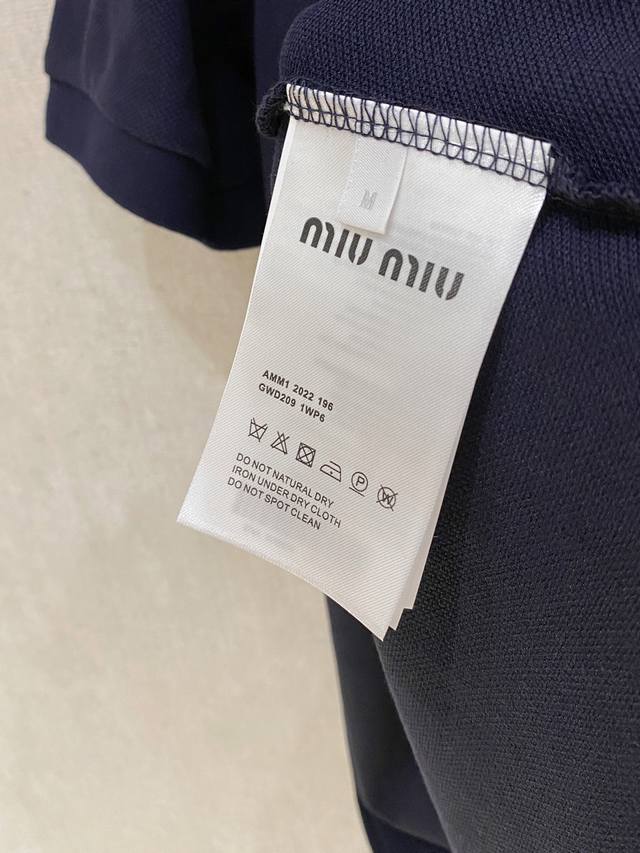 M
miu miu
AMM1 2022 196
GWD209 1WP6
P W
DO NOT NATURAL DRY
IRON UNDER DRY CLOTH
DO NOT SPOT CLEAN